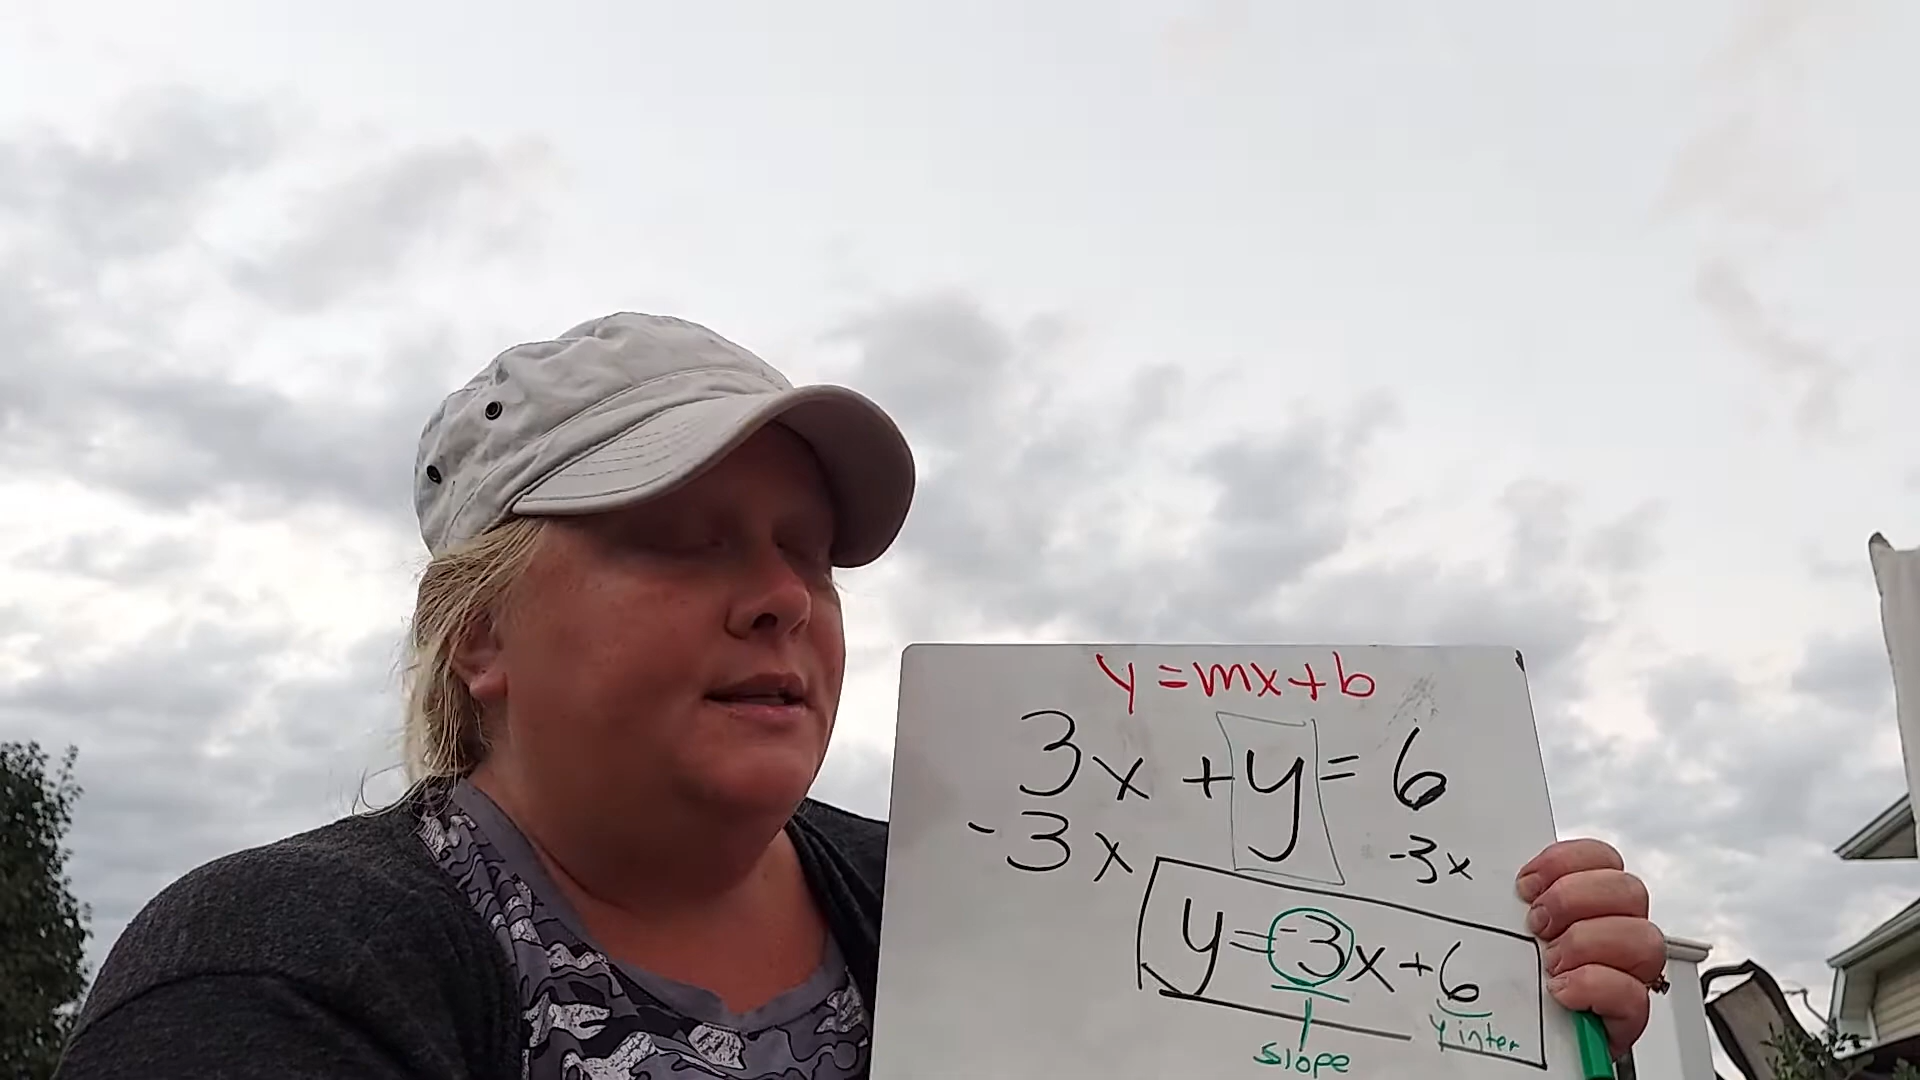 y=mx+b
3x+y=6
-3x -3x
y=-3x+6
slope y inter